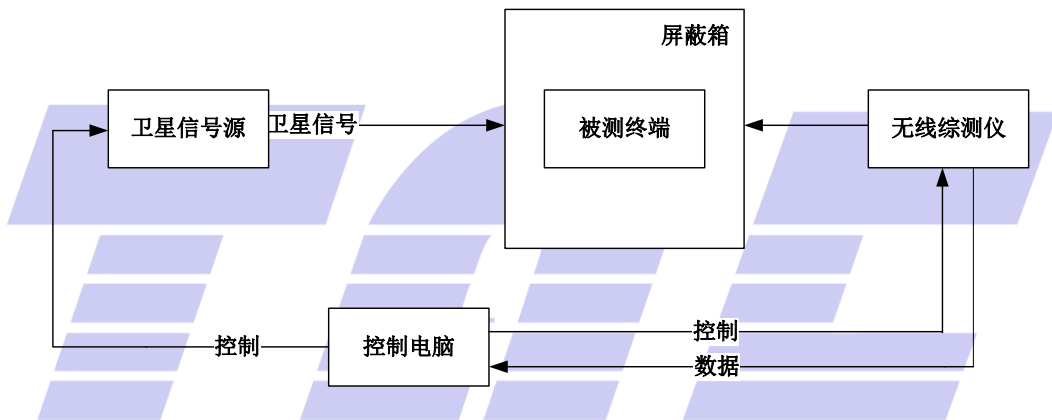 屏蔽箱
卫星信号源
卫星信号
被测终端
无线综测仪
控制
控制电脑
控制
数据